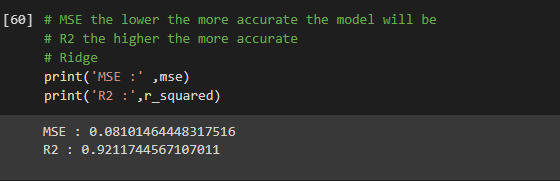 [60] # MSE the lower the more accurate the model will be
# R2 the higher the more accurate
# Ridge
print('MSE :' ,mse)
print('R2 :',r_squared)
MSE : 0.08101464448317516
R2 : 0.9211744567107011